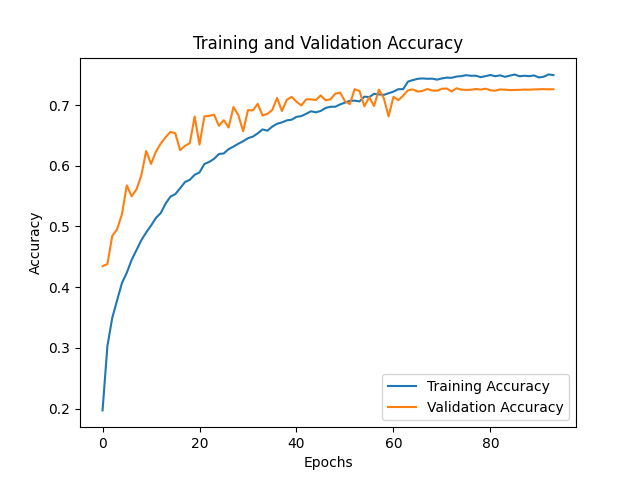 Training and Validation Accuracy
Accuracy
0.7
0.6
0.5
0.4
0.3
0.2
Training Accuracy
Validation Accuracy
0 20 40 60 80
Epochs